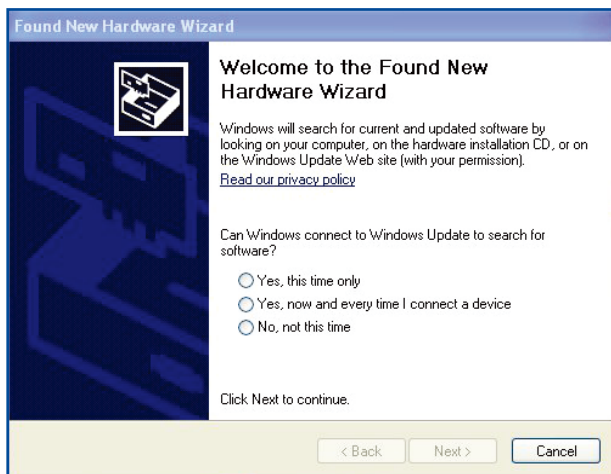 Found New Hardware Wizard
Welcome to the Found New
Hardware Wizard
Windows will search for current and updated software by
looking on your computer, on the hardware installation CD, or on
the Windows Update Web site (with your permission).
Read our privacy policy
Can Windows connect to Windows Update to search for
software?
Yes, this time only
Yes, now and every time I connect a device
No, not this time
Click Next to continue.
< Back
Next >
Cancel